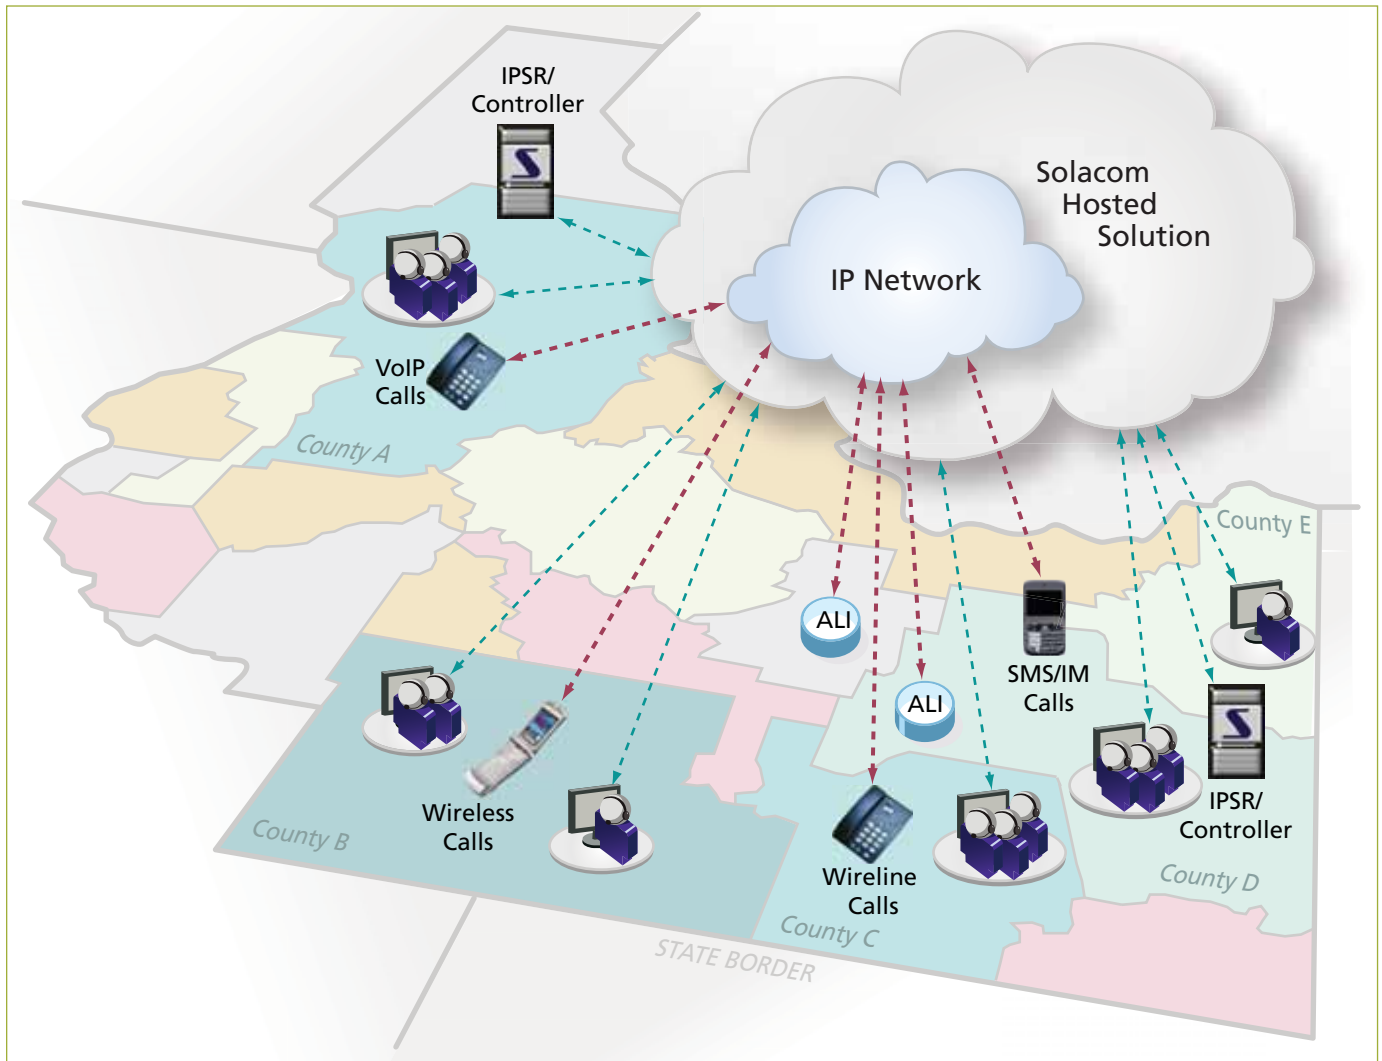 IPSR/
Controller
Solacom
Hosted
Solution
IP Network
VoIP
Calls
County A
County E
ALI
SMS/IM
Calls
ALI
Wireless
Calls
County B
IPSR/
Controller
Wireline
Calls
County D
County C
STATE BORDER